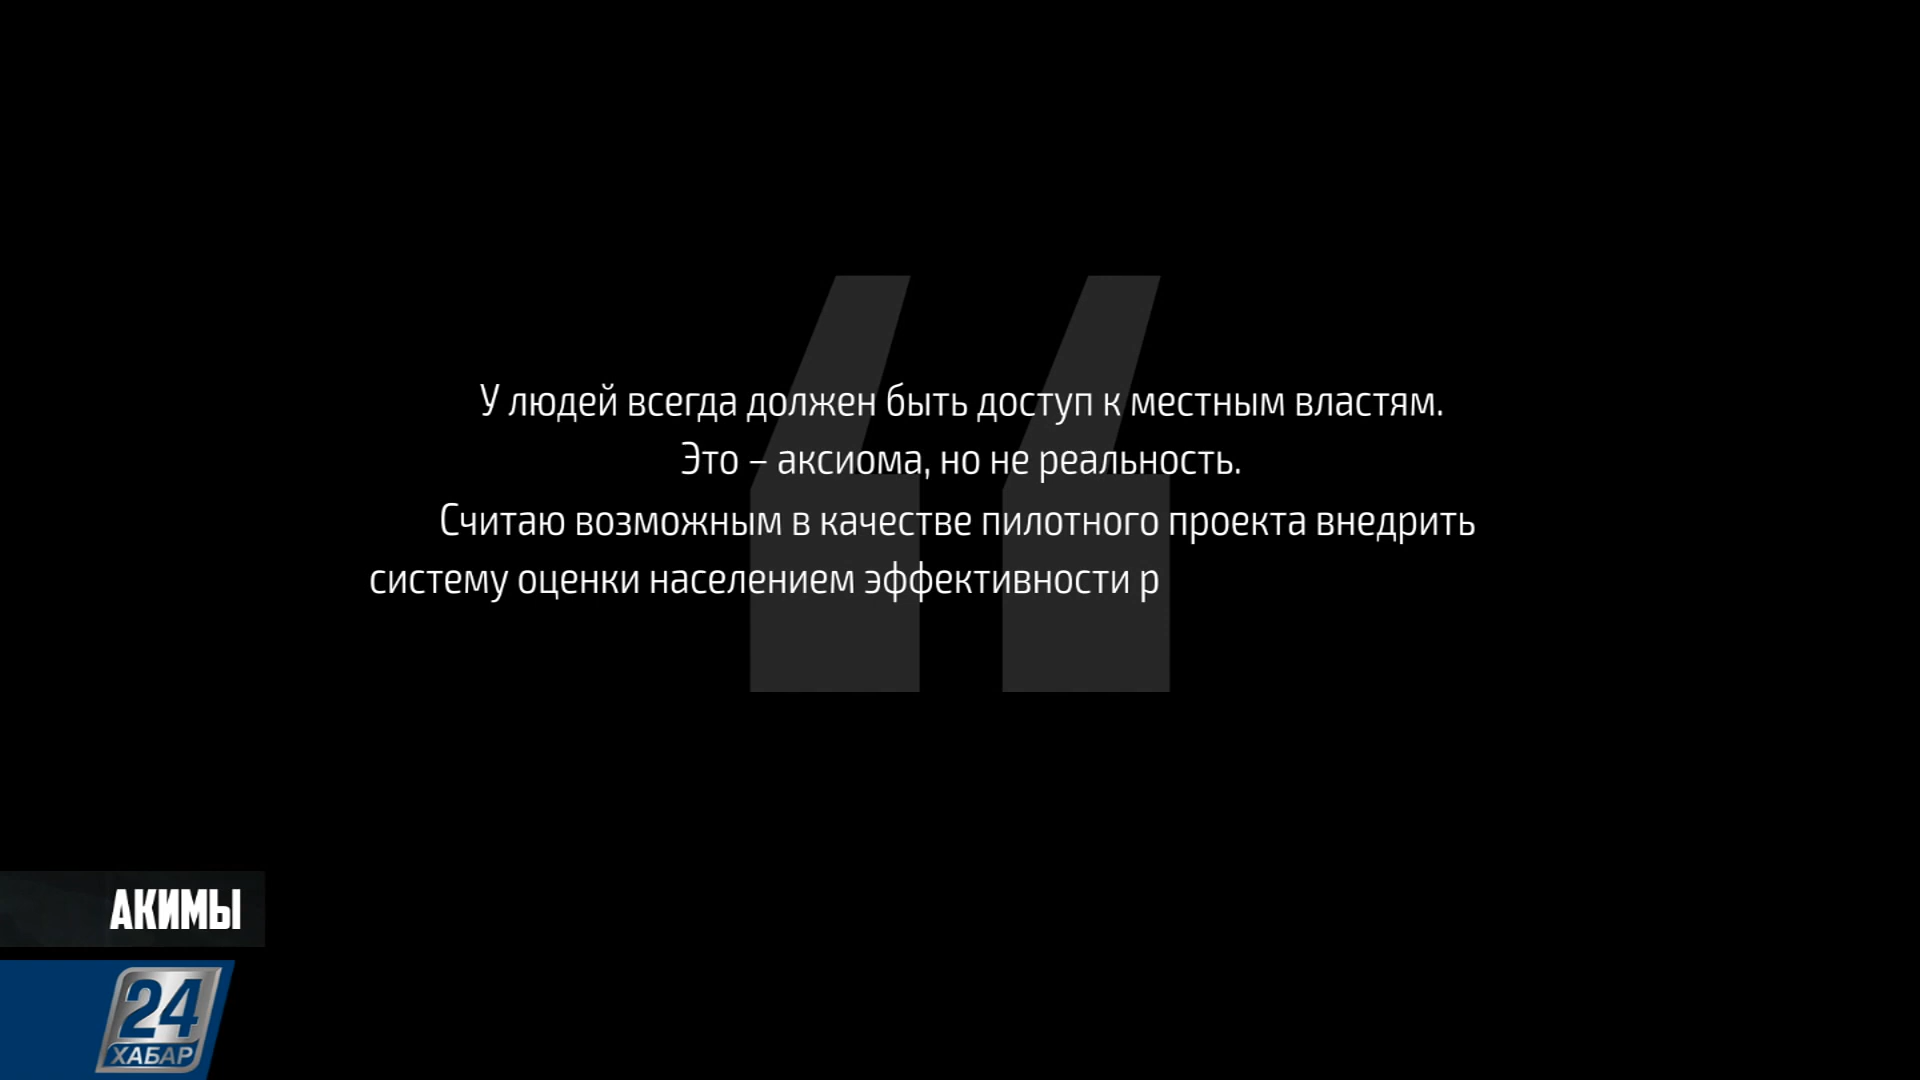 У людей всегда должен быть доступ к местным властям.
Это – аксиома, но не реальность.
Считаю возможным в качестве пилотного проекта внедрить
систему оценки населением эффективности р
АКИМЫ
24
ХАБАР